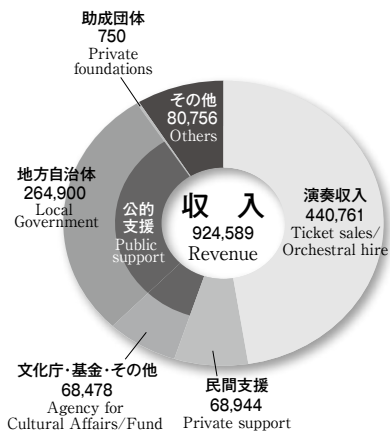 助成団体
750
Private
foundations
その他
80,756
Others
地方自治体
264,900
Local
Government
公的
支援
Public
support
収 入
924,589
Revenue
演奏収入
440,761
Ticket sales/
Orchestral hire
文化庁・基金・その他
68,478
Agency for
Cultural Affairs/Fund
民間支援
68,944
Private support